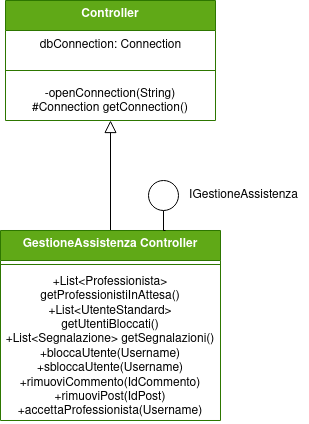 Controller
dbConnection: Connection
-openConnection(String)
#Connection getConnection()
IGestioneAssistenza
GestioneAssistenza Controller
+List<Professionista>
getProfessionistiInAttesa()
+List<UtenteStandard>
getUtentiBloccati()
+List<Segnalazione> getSegnalazioni()
+bloccaUtente(Username)
+sbloccaUtente(Username)
+rimuoviCommento(IdCommento)
+rimuoviPost(IdPost)
+accettaProfessionista(Username)